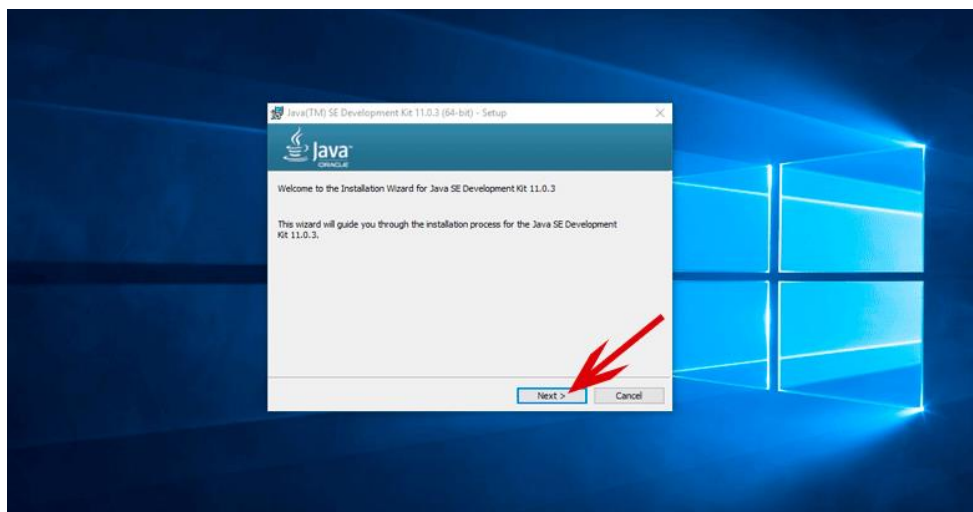 Java(TM) SE Development Kit 11.0.3 (64-bit) - Setup
Java
ORACLE
Welcome to the Installation Wizard for Java SE Development Kit 11.0.3
This wizard will guide you through the installation process for the Java SE Development
Kit 11.0.3.
Next >
Cancel